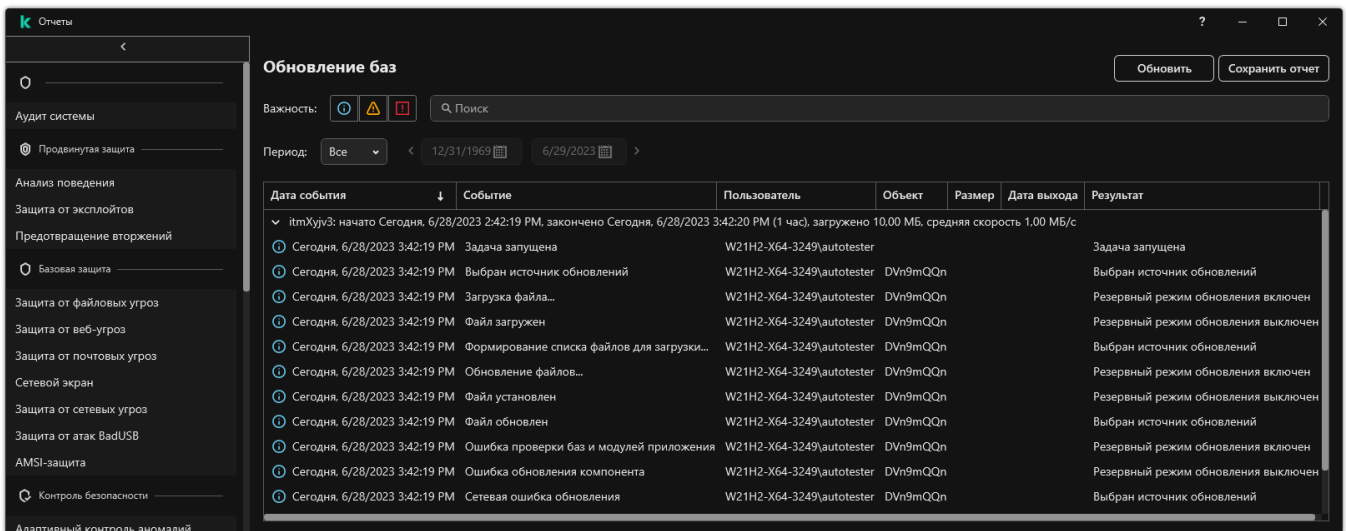 Отчеты
Аудит системы
Продвинутая защита
Анализ поведения
Защита от эксплойтов
Предотвращение вторжений
Базовая защита
Защита от файловых угроз
Защита от веб-угроз
Защита от почтовых угроз
Сетевой экран
Защита от сетевых угроз
Защита от атак BadUSB
AMSI-защита
Контроль безопасности
Адаптивный контроль аномалий
Обновление баз
Обновить Сохранить отчет
Важность: Поиск
Период: Все 12/31/1969 6/29/2023
Дата события Событие Пользователь Объект Размер Дата выхода Результат
itmXyjv3: начато Сегодня, 6/28/2023 2:42:19 PM, закончено Сегодня, 6/28/2023 3:42:20 PM (1 час), загружено 10,00 МБ, средняя скорость 1,00 МБ/с
Сегодня, 6/28/2023 3:42:19 PM Задача запущена W21H2-X64-3249\autotester Задача запущена
Сегодня, 6/28/2023 3:42:19 PM Выбран источник обновлений W21H2-X64-3249\autotester DVn9mQQn Выбран источник обновлений
Сегодня, 6/28/2023 3:42:19 PM Загрузка файла... W21H2-X64-3249\autotester DVn9mQQn Резервный режим обновления включен
Сегодня, 6/28/2023 3:42:19 PM Файл загружен W21H2-X64-3249\autotester DVn9mQQn Резервный режим обновления выключен
Сегодня, 6/28/2023 3:42:19 PM Формирование списка файлов для загрузки... W21H2-X64-3249\autotester DVn9mQQn Выбран источник обновлений
Сегодня, 6/28/2023 3:42:19 PM Обновление файлов... W21H2-X64-3249\autotester DVn9mQQn Резервный режим обновления включен
Сегодня, 6/28/2023 3:42:19 PM Файл установлен W21H2-X64-3249\autotester DVn9mQQn Резервный режим обновления выключен
Сегодня, 6/28/2023 3:42:19 PM Файл обновлен W21H2-X64-3249\autotester DVn9mQQn Выбран источник обновлений
Сегодня, 6/28/2023 3:42:19 PM Ошибка проверки баз и модулей приложения W21H2-X64-3249\autotester DVn9mQQn Резервный режим обновления включен
Сегодня, 6/28/2023 3:42:19 PM Ошибка обновления компонента W21H2-X64-3249\autotester DVn9mQQn Резервный режим обновления выключен
Сегодня, 6/28/2023 3:42:19 PM Сетевая ошибка обновления W21H2-X64-3249\autotester DVn9mQQn Выбран источник обновлений